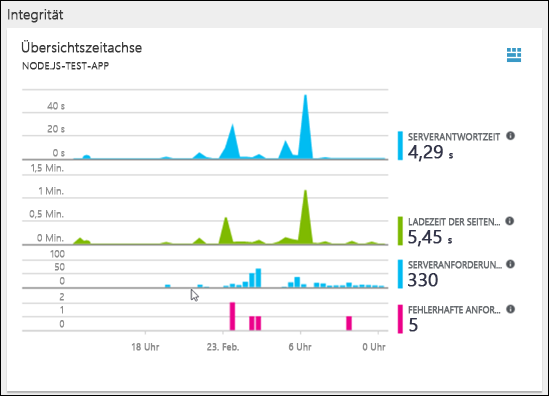 Integrität
Übersichtszeitachse
NODE.JS-TEST-APP
40 s
20 s
0 s
SERVERANTWORTZEIT
4,29 s
1,5 Min.
1 Min.
0,5 Min.
0 Min.
LADEZEIT DER SEITEN...
5,45 s
100
50
0
SERVERANFORDERUN...
330
2
1
0
FEHLERHAFTE ANFOR...
5
18 Uhr
23. Feb.
6 Uhr
0 Uhr